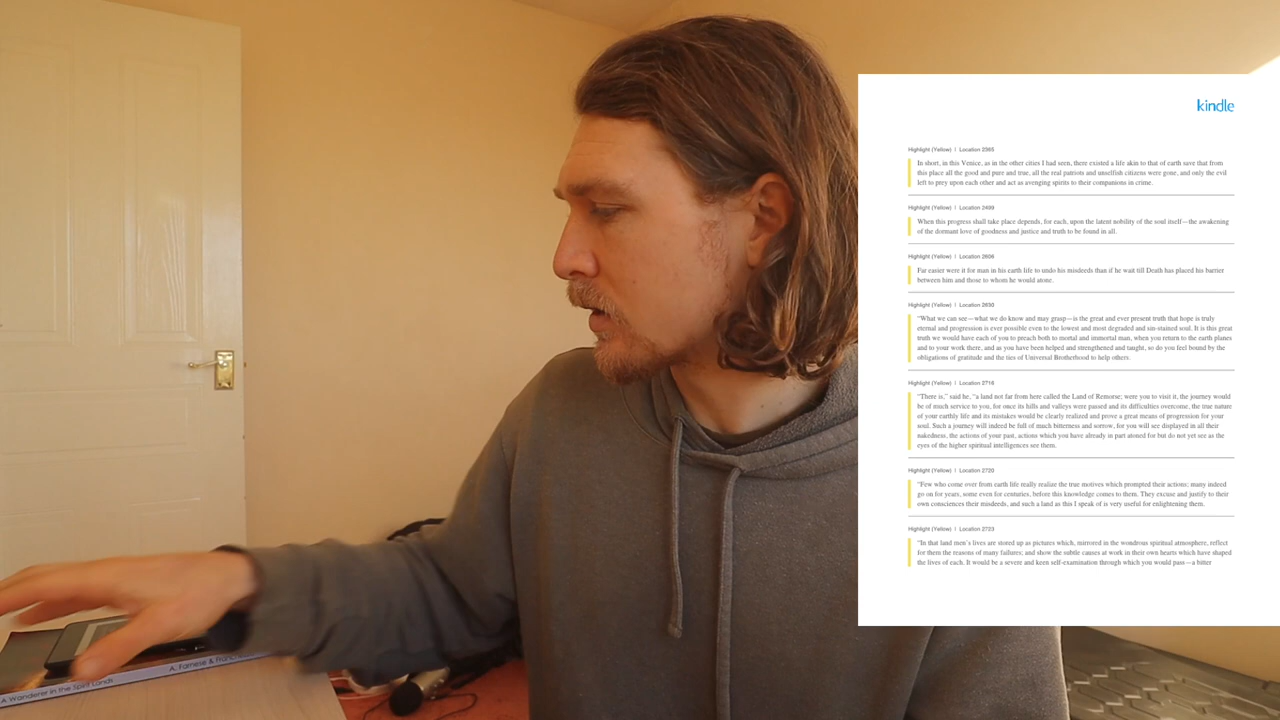 kindle
Highlight (Yellow) | Location 2365
In short, in this Venice, as in the other cities I had seen, there existed a life akin to that of earth save that from
this place all the good and pure and true, all the real patriots and unselfish citizens were gone, and only the evil
left to prey upon each other and act as avenging spirits to their companions in crime.
Highlight (Yellow) | Location 2499
When this progress shall take place depends, for each, upon the latent nobility of the soul itself—the awakening
of the dormant love of goodness and justice and truth to be found in all.
Highlight (Yellow) | Location 2606
Far easier were it for man in his earth life to undo his misdeeds than if he wait till Death has placed his barrier
between him and those to whom he would atone.
Highlight (Yellow) | Location 2630
“What we can see—what we do know and may grasp—is the great and ever present truth that hope is truly
eternal and progression is ever possible even to the lowest and most degraded and sin-stained soul. It is this great
truth we would have each of you to preach both to mortal and immortal man, when you return to the earth planes
and to your work there, and as you have been helped and strengthened and taught, so do you feel bound by the
obligations of gratitude and the ties of Universal Brotherhood to help others.
Highlight (Yellow) | Location 2716
“There is,” said he, “a land not far from here called the Land of Remorse; were you to visit it, the journey would
be of much service to you, for once its hills and valleys were passed and its difficulties overcome, the true nature
of your earthly life and its mistakes would be clearly realized and prove a great means of progression for your
soul. Such a journey will indeed be full of much bitterness and sorrow, for you will see displayed in all their
nakedness, the actions of your past, actions which you have already in part atoned for but do not yet see as the
eyes of the higher spiritual intelligences see them.
Highlight (Yellow) | Location 2720
“Few who come over from earth life really realize the true motives which prompted their actions; many indeed
go on for years, some even for centuries, before this knowledge comes to them. They excuse and justify to their
own consciences their misdeeds, and such a land as this I speak of is very useful for enlightening them.
Highlight (Yellow) | Location 2723
“In that land men’s lives are stored up as pictures which, mirrored in the wondrous spiritual atmosphere, reflect
for them the reasons of many failures; and show the subtle causes at work in their own hearts which have shaped
the lives of each. It would be a severe and keen self-examination through which you would pass—a bitter
A Wanderer in the Spirit Lands
A. Farnese &